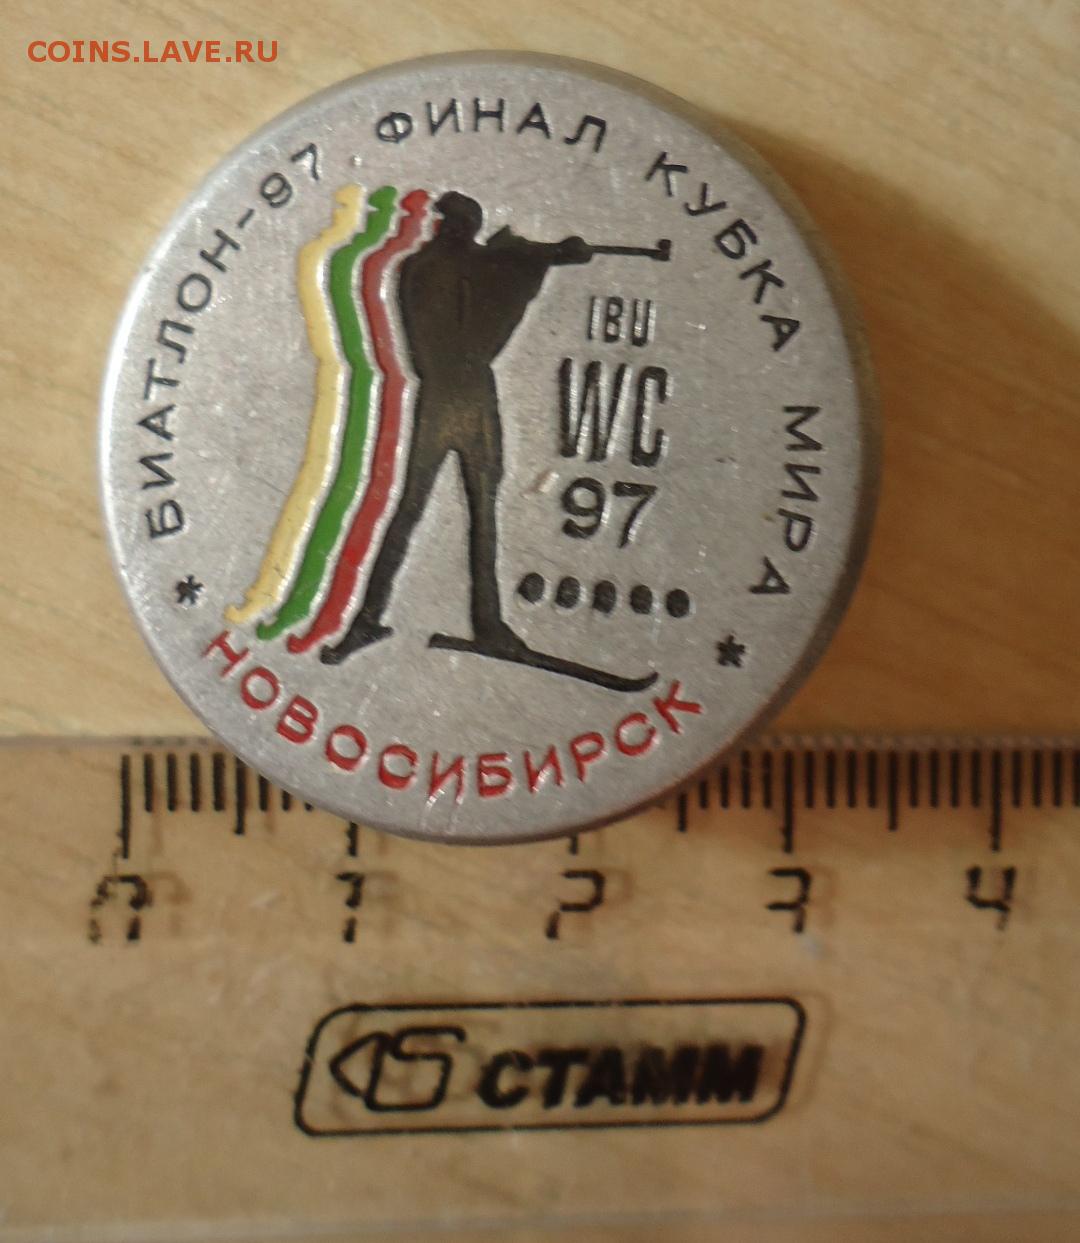 COINS.LAVE.RU
БИАТЛОН-97. ФИНАЛ КУБКА МИРА
IBU
WC
97
* НОВОСИБИРСК *
0 1 2 3 4
СТАММ